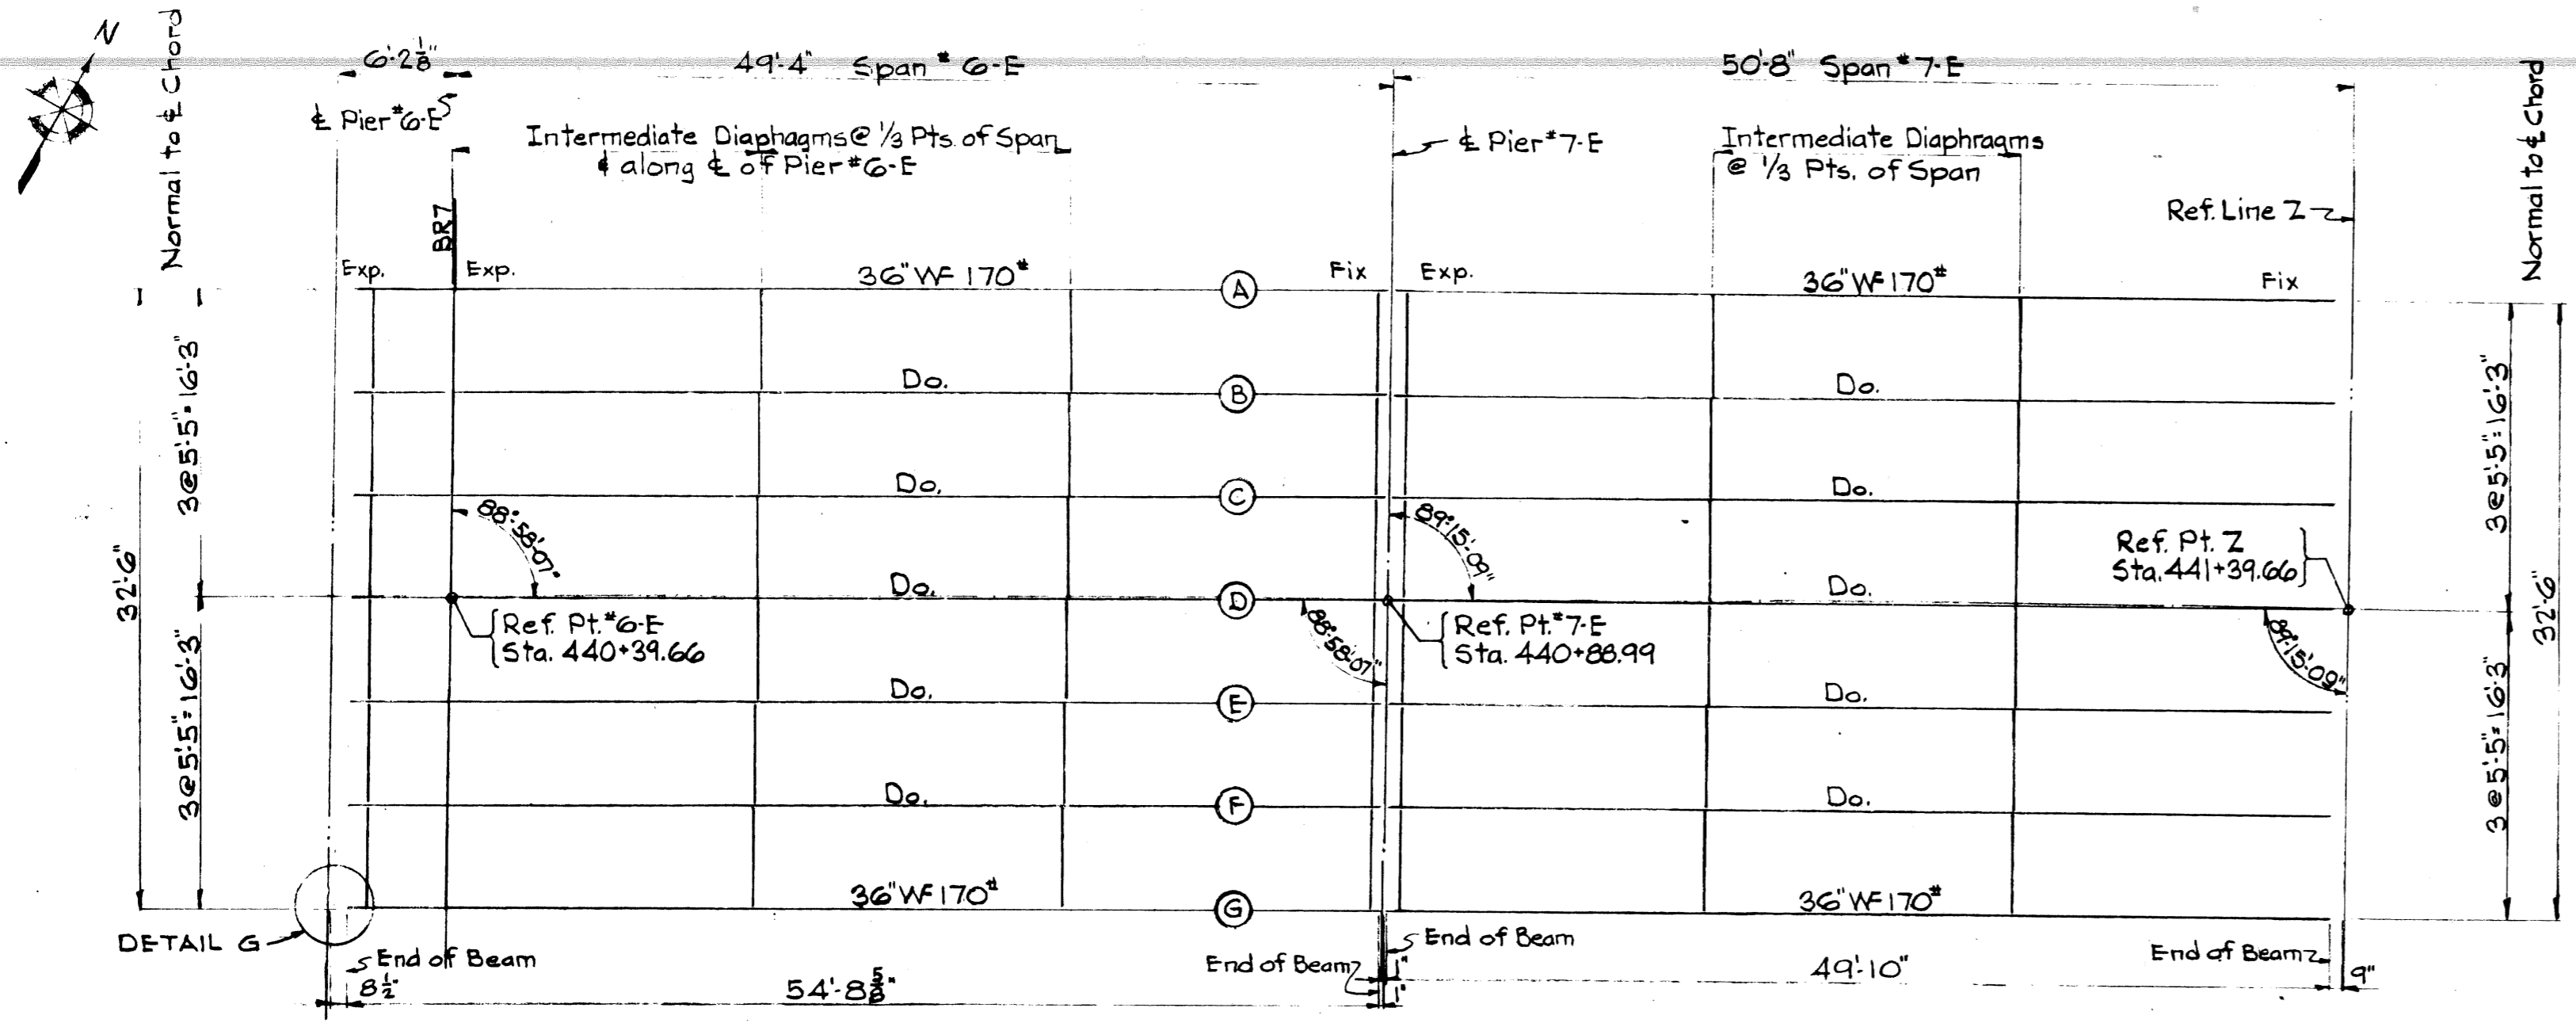 N
Normal to ℄ Chord
6'-2⅛"
49'-4" Span # 6-E
50'-8" Span #7-E
Normal to ℄ Chord
℄ Pier #6-E
Intermediate Diaphagms @ 1/3 Pts. of Span
& along ℄ of Pier #6-E
℄ Pier #7-E
Intermediate Diaphragms
@ 1/3 Pts. of Span
Ref. Line Z
BR7
Exp.
Exp.
36"WF 170#
A
Fix
Exp.
36"WF 170#
Fix
3@5'-5"=16'-3"
3@5'-5"=16'-3"
Do.
B
Do.
Do.
C
Do.
88°-58'-07"
89°-15'-09"
32'-6"
32'-6"
Do.
D
Do.
Ref. Pt. Z
Sta. 441+39.66
Ref. Pt. #6-E
Sta. 440+39.66
88°-58'-07"
Ref. Pt. #7-E
Sta. 440+88.99
89°-15'-09"
3@5'-5"=16'-3"
3@5'-5"=16'-3"
Do.
E
Do.
Do.
F
Do.
36"WF 170#
G
36"WF 170#
DETAIL G
End of Beam
End of Beam
End of Beam
End of Beam
8½"
54'-8⅝"
1"
1"
49'-10"
9"